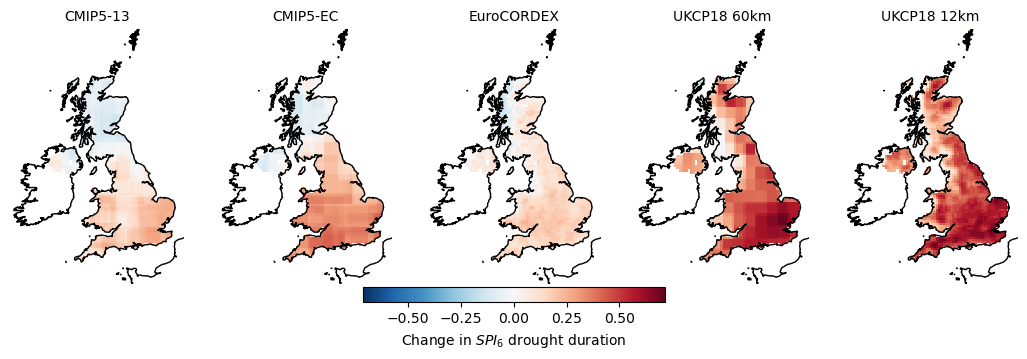 CMIP5-13 CMIP5-EC EuroCORDEX UKCP18 60km UKCP18 12km
−0.50 −0.25 0.00 0.25 0.50
Change in SPI₆ drought duration